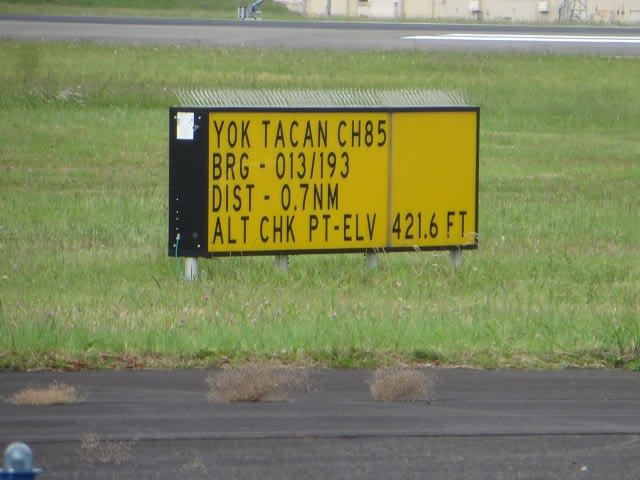 YOK TACAN CH85
BRG - 013/193
DIST - 0.7NM
ALT CHK PT-ELV 421.6 FT